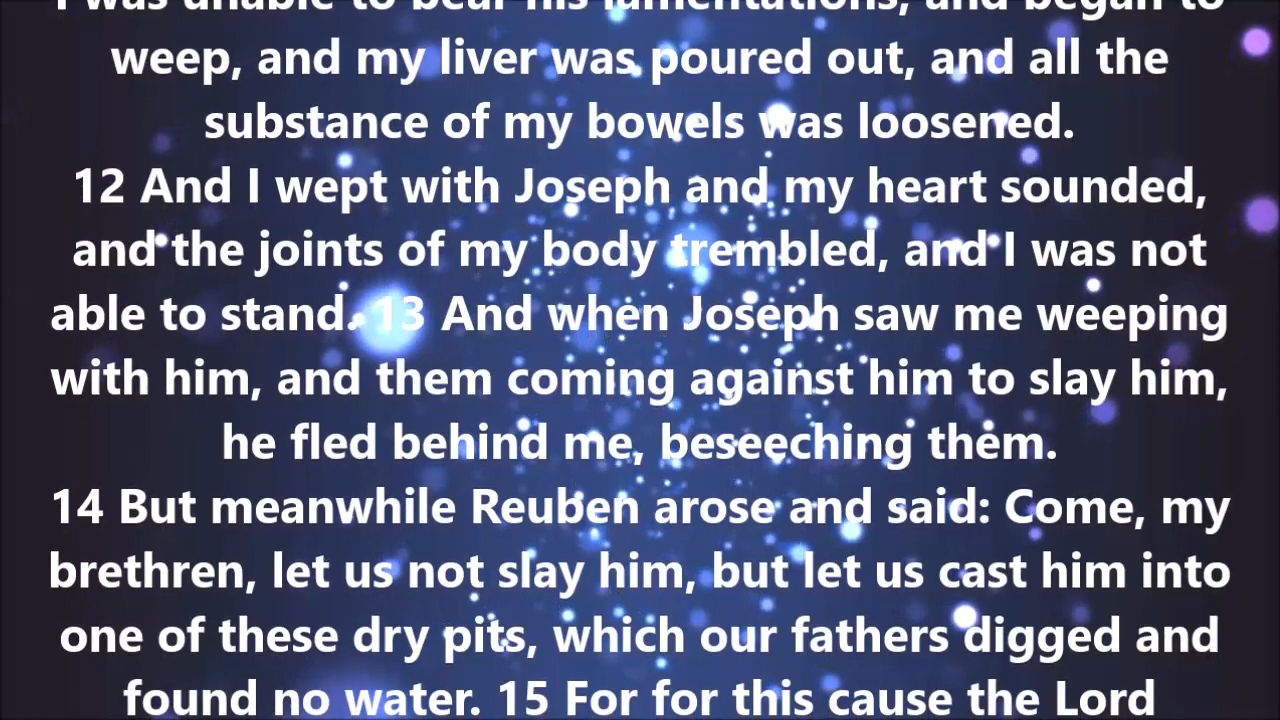 I was unable to bear his lamentations, and began to
weep, and my liver was poured out, and all the
substance of my bowels was loosened.
12 And I wept with Joseph and my heart sounded,
and the joints of my body trembled, and I was not
able to stand. 13 And when Joseph saw me weeping
with him, and them coming against him to slay him,
he fled behind me, beseeching them.
14 But meanwhile Reuben arose and said: Come, my
brethren, let us not slay him, but let us cast him into
one of these dry pits, which our fathers digged and
found no water. 15 For for this cause the Lord